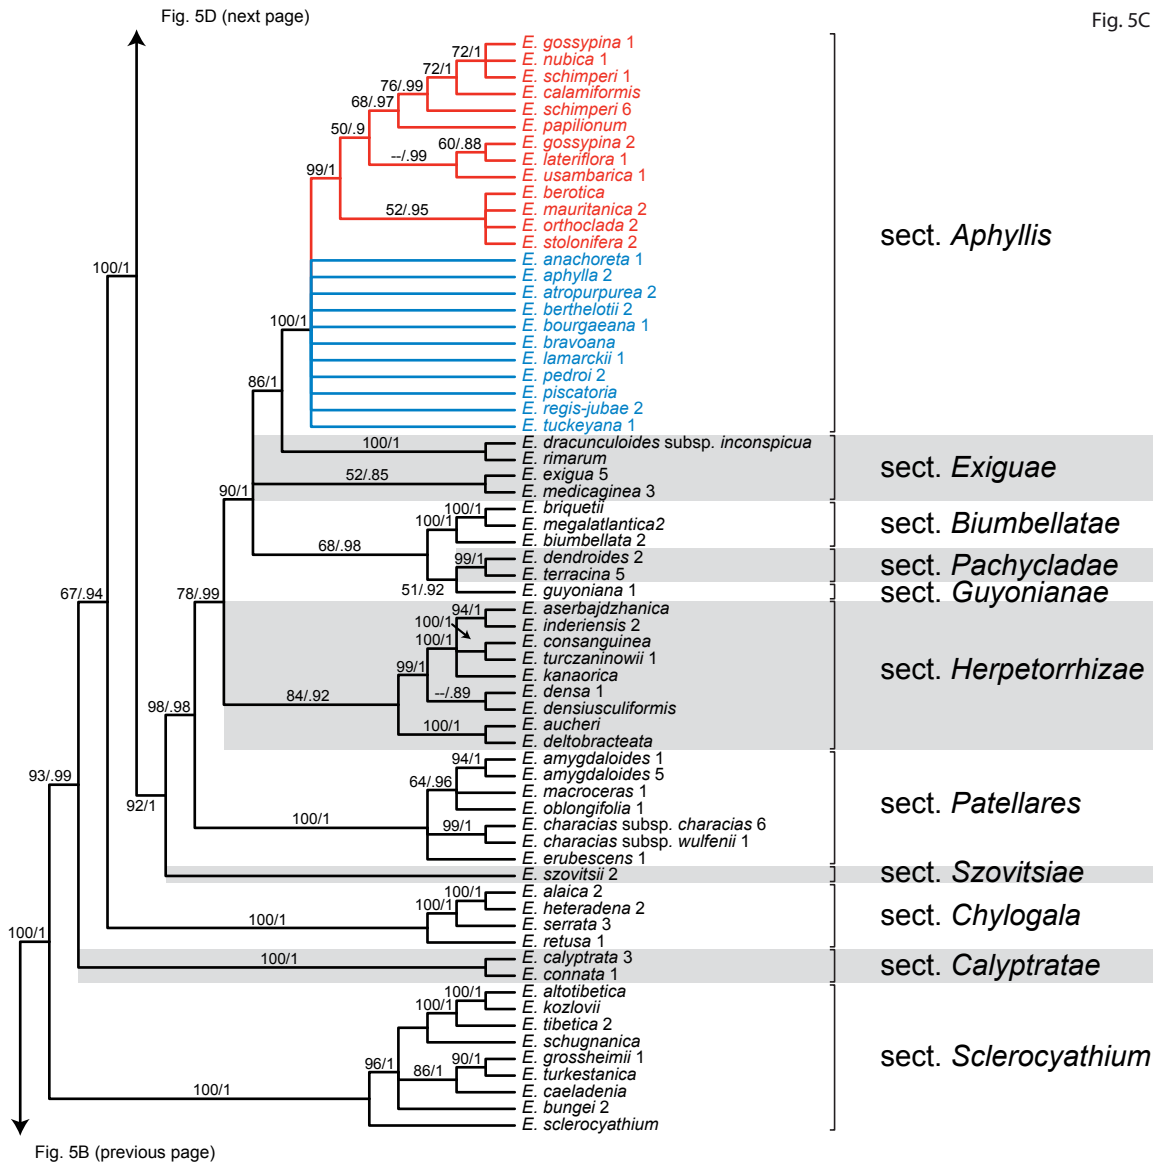 Fig. 5D (next page)
Fig. 5C
E. gossypina 1
E. nubica 1
E. schimperi 1
E. calamiformis
E. schimperi 6
E. papilionum
E. gossypina 2
E. lateriflora 1
E. usambarica 1
E. berotica
E. mauritanica 2
E. orthoclada 2
E. stolonifera 2
E. anachoreta 1
E. aphylla 2
E. atropurpurea 2
E. berthelotii 2
E. bourgaeana 1
E. bravoana
E. lamarckii 1
E. pedroi 2
E. piscatoria
E. regis-jubae 2
E. tuckeyana 1
E. dracunculoides subsp. inconspicua
E. rimarum
E. exigua 5
E. medicaginea 3
E. briquetii
E. megalatlantica2
E. biumbellata 2
E. dendroides 2
E. terracina 5
E. guyoniana 1
E. aserbajdzhanica
E. inderiensis 2
E. consanguinea
E. turczaninowii 1
E. kanaorica
E. densa 1
E. densiusculiformis
E. aucheri
E. deltobracteata
E. amygdaloides 1
E. amygdaloides 5
E. macroceras 1
E. oblongifolia 1
E. characias subsp. characias 6
E. characias subsp. wulfenii 1
E. erubescens 1
E. szovitsii 2
E. alaica 2
E. heteradena 2
E. serrata 3
E. retusa 1
E. calyptrata 3
E. connata 1
E. altotibetica
E. kozlovii
E. tibetica 2
E. schugnanica
E. grossheimii 1
E. turkestanica
E. caeladenia
E. bungei 2
E. sclerocyathium
sect. Aphyllis
sect. Exiguae
sect. Biumbellatae
sect. Pachycladae
sect. Guyonianae
sect. Herpetorrhizae
sect. Patellares
sect. Szovitsiae
sect. Chylogala
sect. Calyptratae
sect. Sclerocyathium
72/1
72/1
76/.99
68/.97
50/.9
60/.88
--/.99
99/1
52/.95
100/1
100/1
86/1
100/1
52/.85
90/1
100/1
100/1
68/.98
99/1
51/.92
67/.94
78/.99
94/1
100/1
100/1
99/1
--/.89
84/.92
100/1
98/.98
94/1
64/.96
93/.99
92/1
100/1
99/1
100/1
100/1
100/1
100/1
100/1
100/1
100/1
96/1
90/1
86/1
100/1
Fig. 5B (previous page)